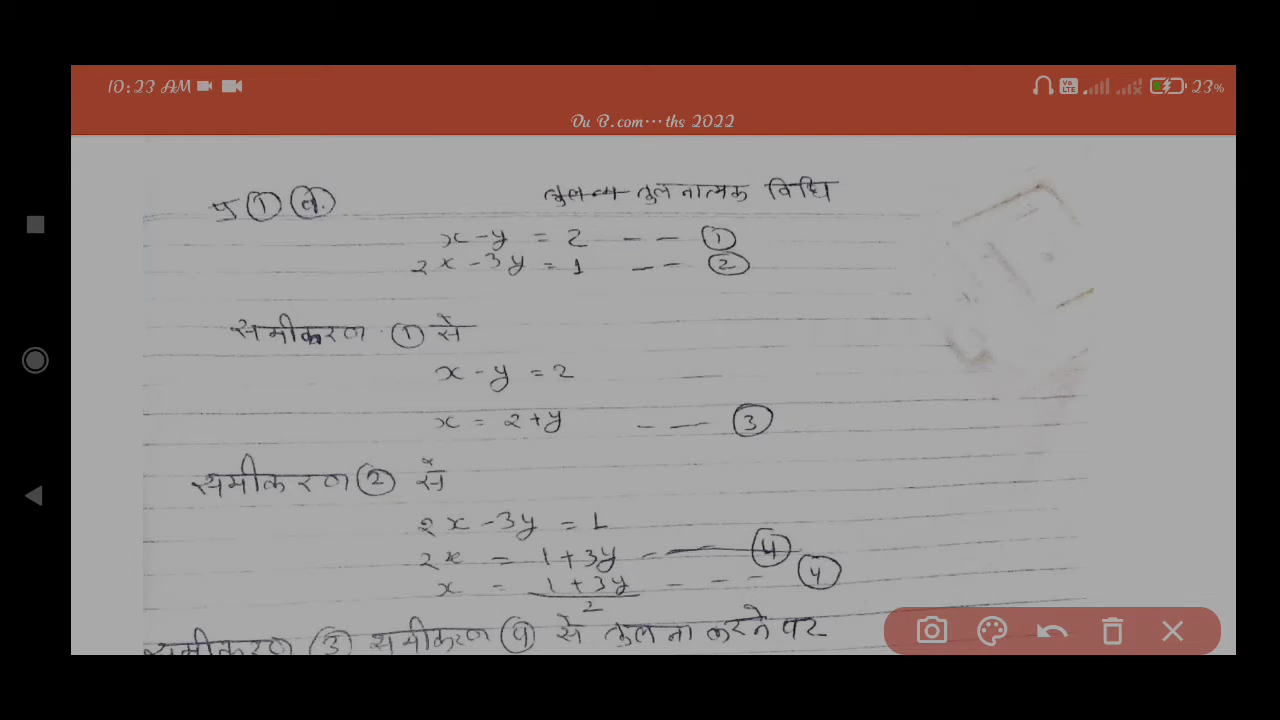 10:23 AM 23%
Du B.com...ths 2022
प्र ① ब. तुलनात्मक विधि
x - y = 2 -- ①
2x - 3y = 1 -- ②
समीकरण ① से
x - y = 2
x = 2 + y -- ③
समीकरण ② से
2x - 3y = 1
2x = 1 + 3y -- ④
x = 1 + 3y --- ④
2
समीकरण ③ समीकरण ④ से तुलना करने पर